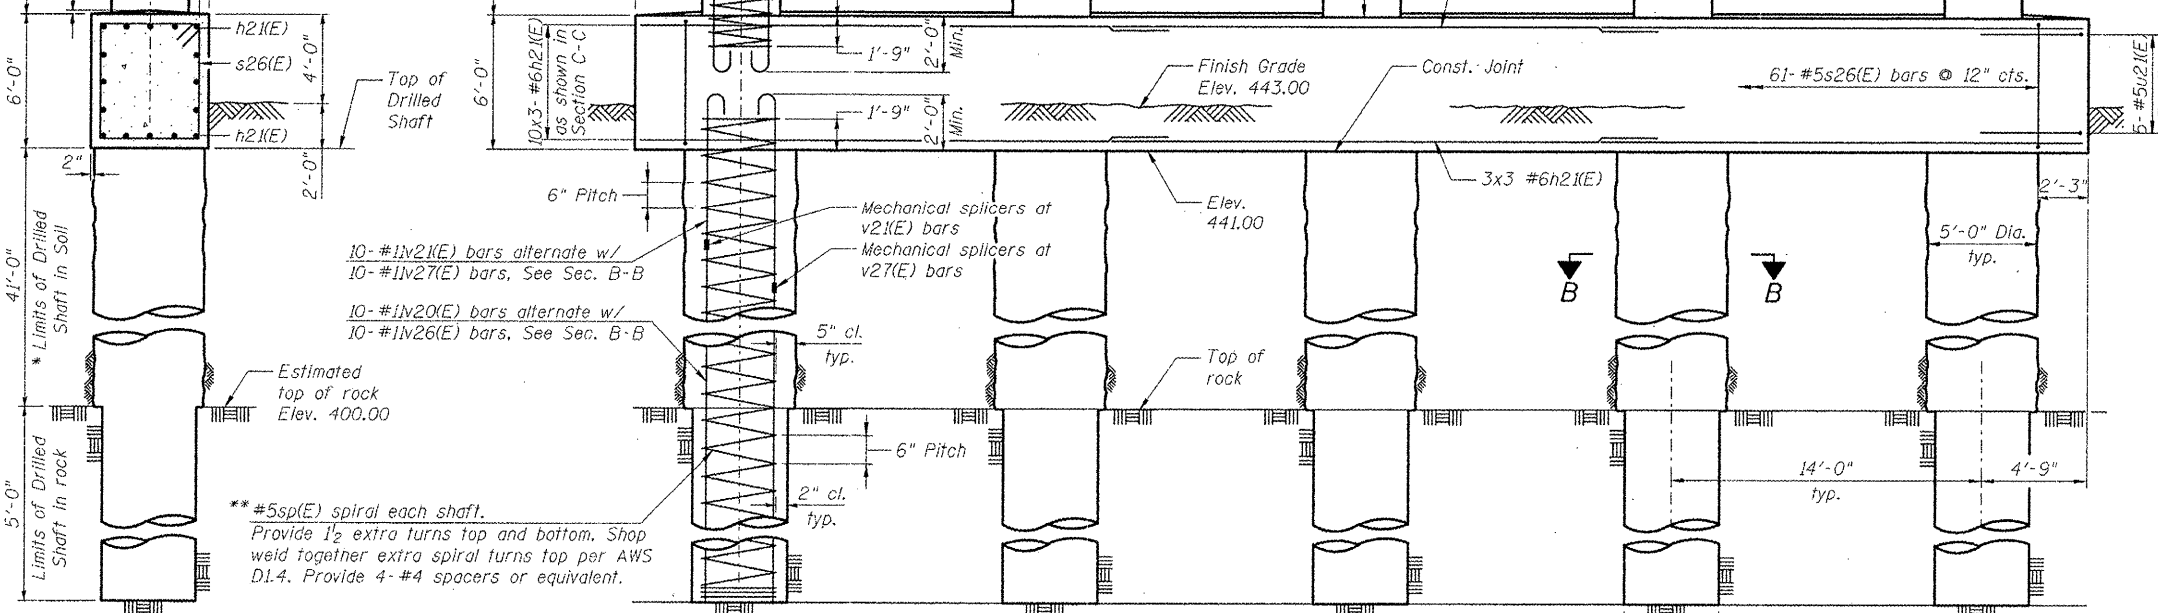 h21(E)
s26(E)
h21(E)
6'-0"
4'-0"
2'-0"
2"
Top of
Drilled
Shaft
41'-0"
* Limits of Drilled
Shaft in Soil
5'-0"
Limits of Drilled
Shaft in rock
Estimated
top of rock
Elev. 400.00
6'-0"
10x3-#6h21(E)
as shown in
Section C-C
1'-9"
2'-0"
Min.
1'-9"
2'-0"
Min.
6" Pitch
Mechanical splicers at
v21(E) bars
Mechanical splicers at
v27(E) bars
10-#11v21(E) bars alternate w/
10-#11v27(E) bars, See Sec. B-B
10-#11v20(E) bars alternate w/
10-#11v26(E) bars, See Sec. B-B
5" cl.
typ.
6" Pitch
2" cl.
typ.
** #5sp(E) spiral each shaft.
Provide 1½ extra turns top and bottom. Shop
weld together extra spiral turns top per AWS
D1.4. Provide 4-#4 spacers or equivalent.
Finish Grade
Elev. 443.00
Const. Joint
61-#5s26(E) bars @ 12" cts.
5-#5u21(E)
3x3 #6h21(E)
Elev.
441.00
2'-3"
5'-0" Dia.
typ.
B
B
Top of
rock
14'-0"
typ.
4'-9"